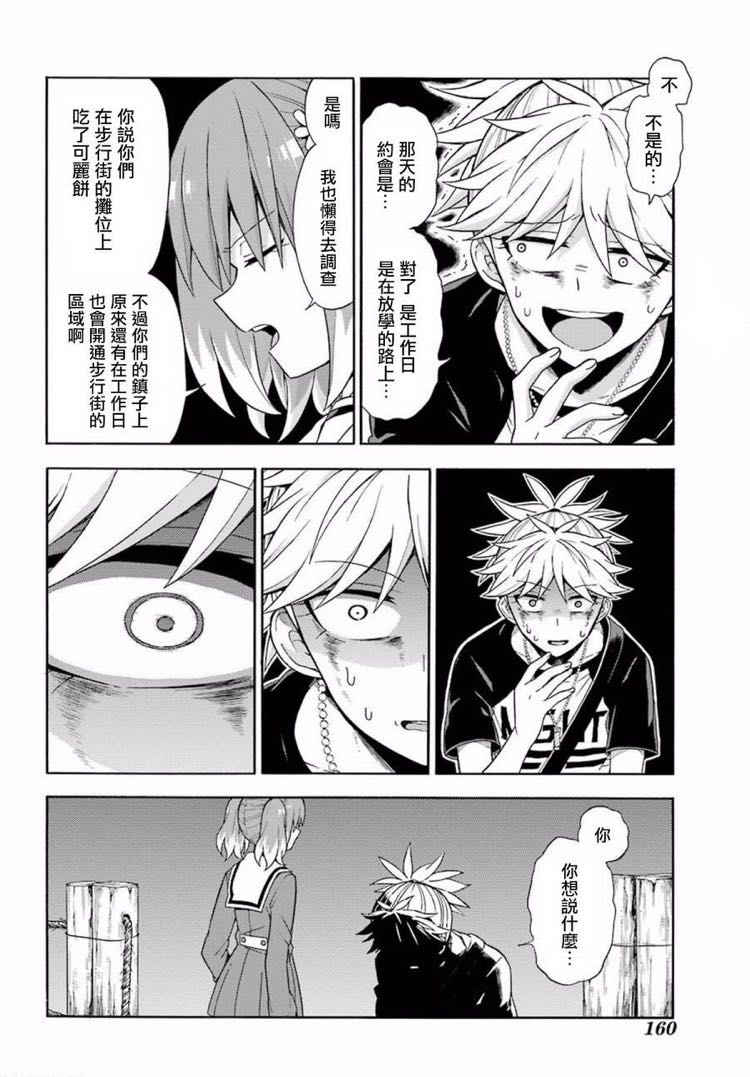 不
不是的…
那天的
約會是…
對了 是工作日
是在放學的路上…
是嗎
我也懶得去調查
你説你們
在步行街的攤位上
吃了可麗餅
不過你們的鎮子上
原來還有在工作日
也會開通步行街的
區域啊
你
你想説什麼…
160